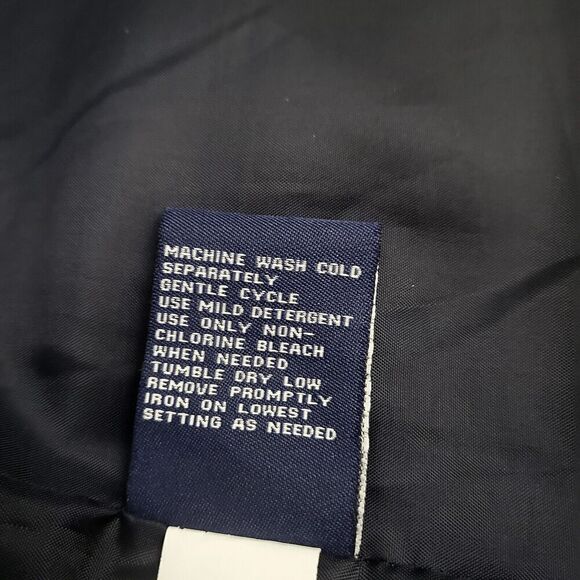 MACHINE WASH COLD
SEPARATELY
GENTLE CYCLE
USE MILD DETERGENT
USE ONLY NON-
CHLORINE BLEACH
WHEN NEEDED
TUMBLE DRY LOW
REMOVE PROMPTLY
IRON ON LOWEST
SETTING AS NEEDED